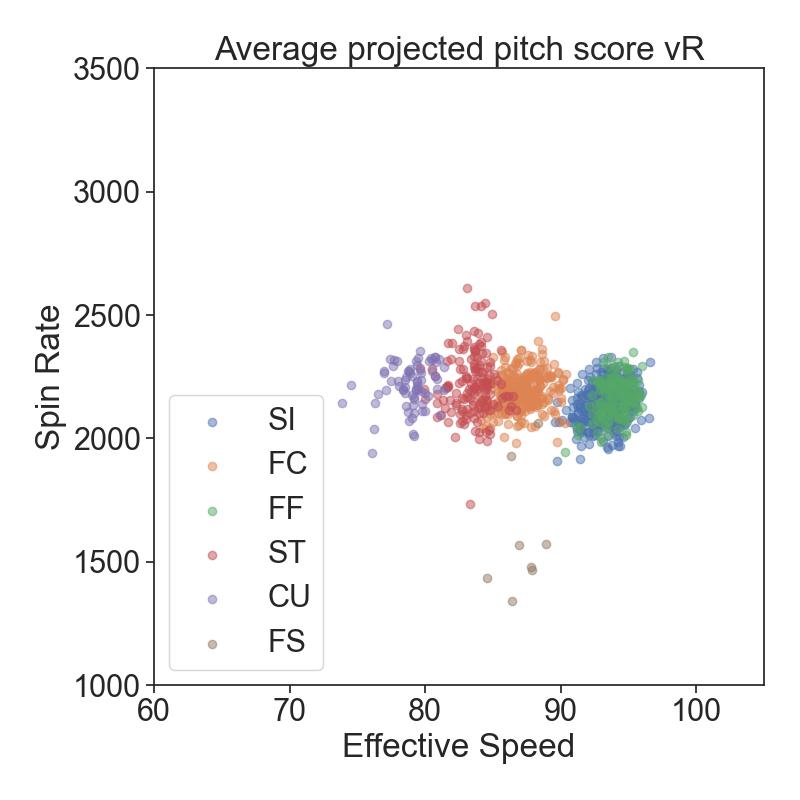 Average projected pitch score vR
3500
3000
2500
2000
1500
1000
Spin Rate
SI
FC
FF
ST
CU
FS
60 70 80 90 100
Effective Speed